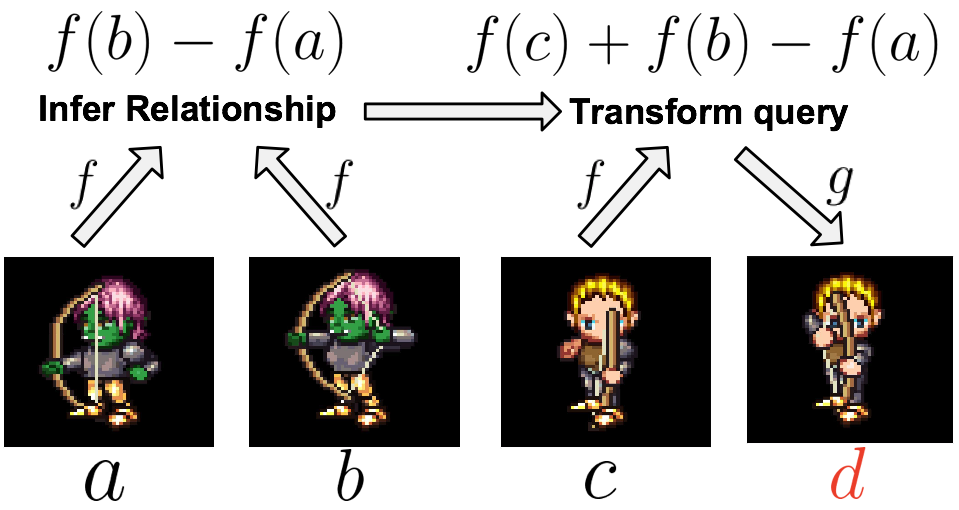 f(b) − f(a)
f(c) + f(b) − f(a)
Infer Relationship
Transform query
f
f
f
g
a
b
c
d